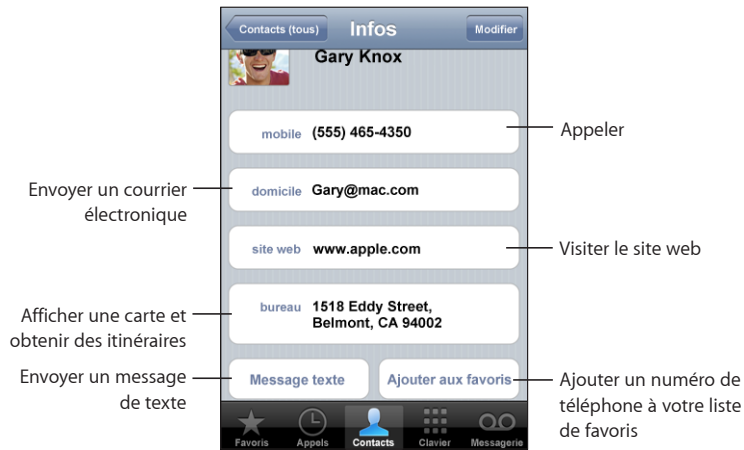 Contacts (tous)
Infos
Modifier
Gary Knox
mobile (555) 465-4350
Appeler
Envoyer un courrier
électronique
domicile Gary@mac.com
site web www.apple.com
Visiter le site web
Afficher une carte et
obtenir des itinéraires
bureau 1518 Eddy Street,
Belmont, CA 94002
Envoyer un message
de texte
Message texte
Ajouter aux favoris
Ajouter un numéro de
téléphone à votre liste
de favoris
Favoris
Appels
Contacts
Clavier
Messagerie